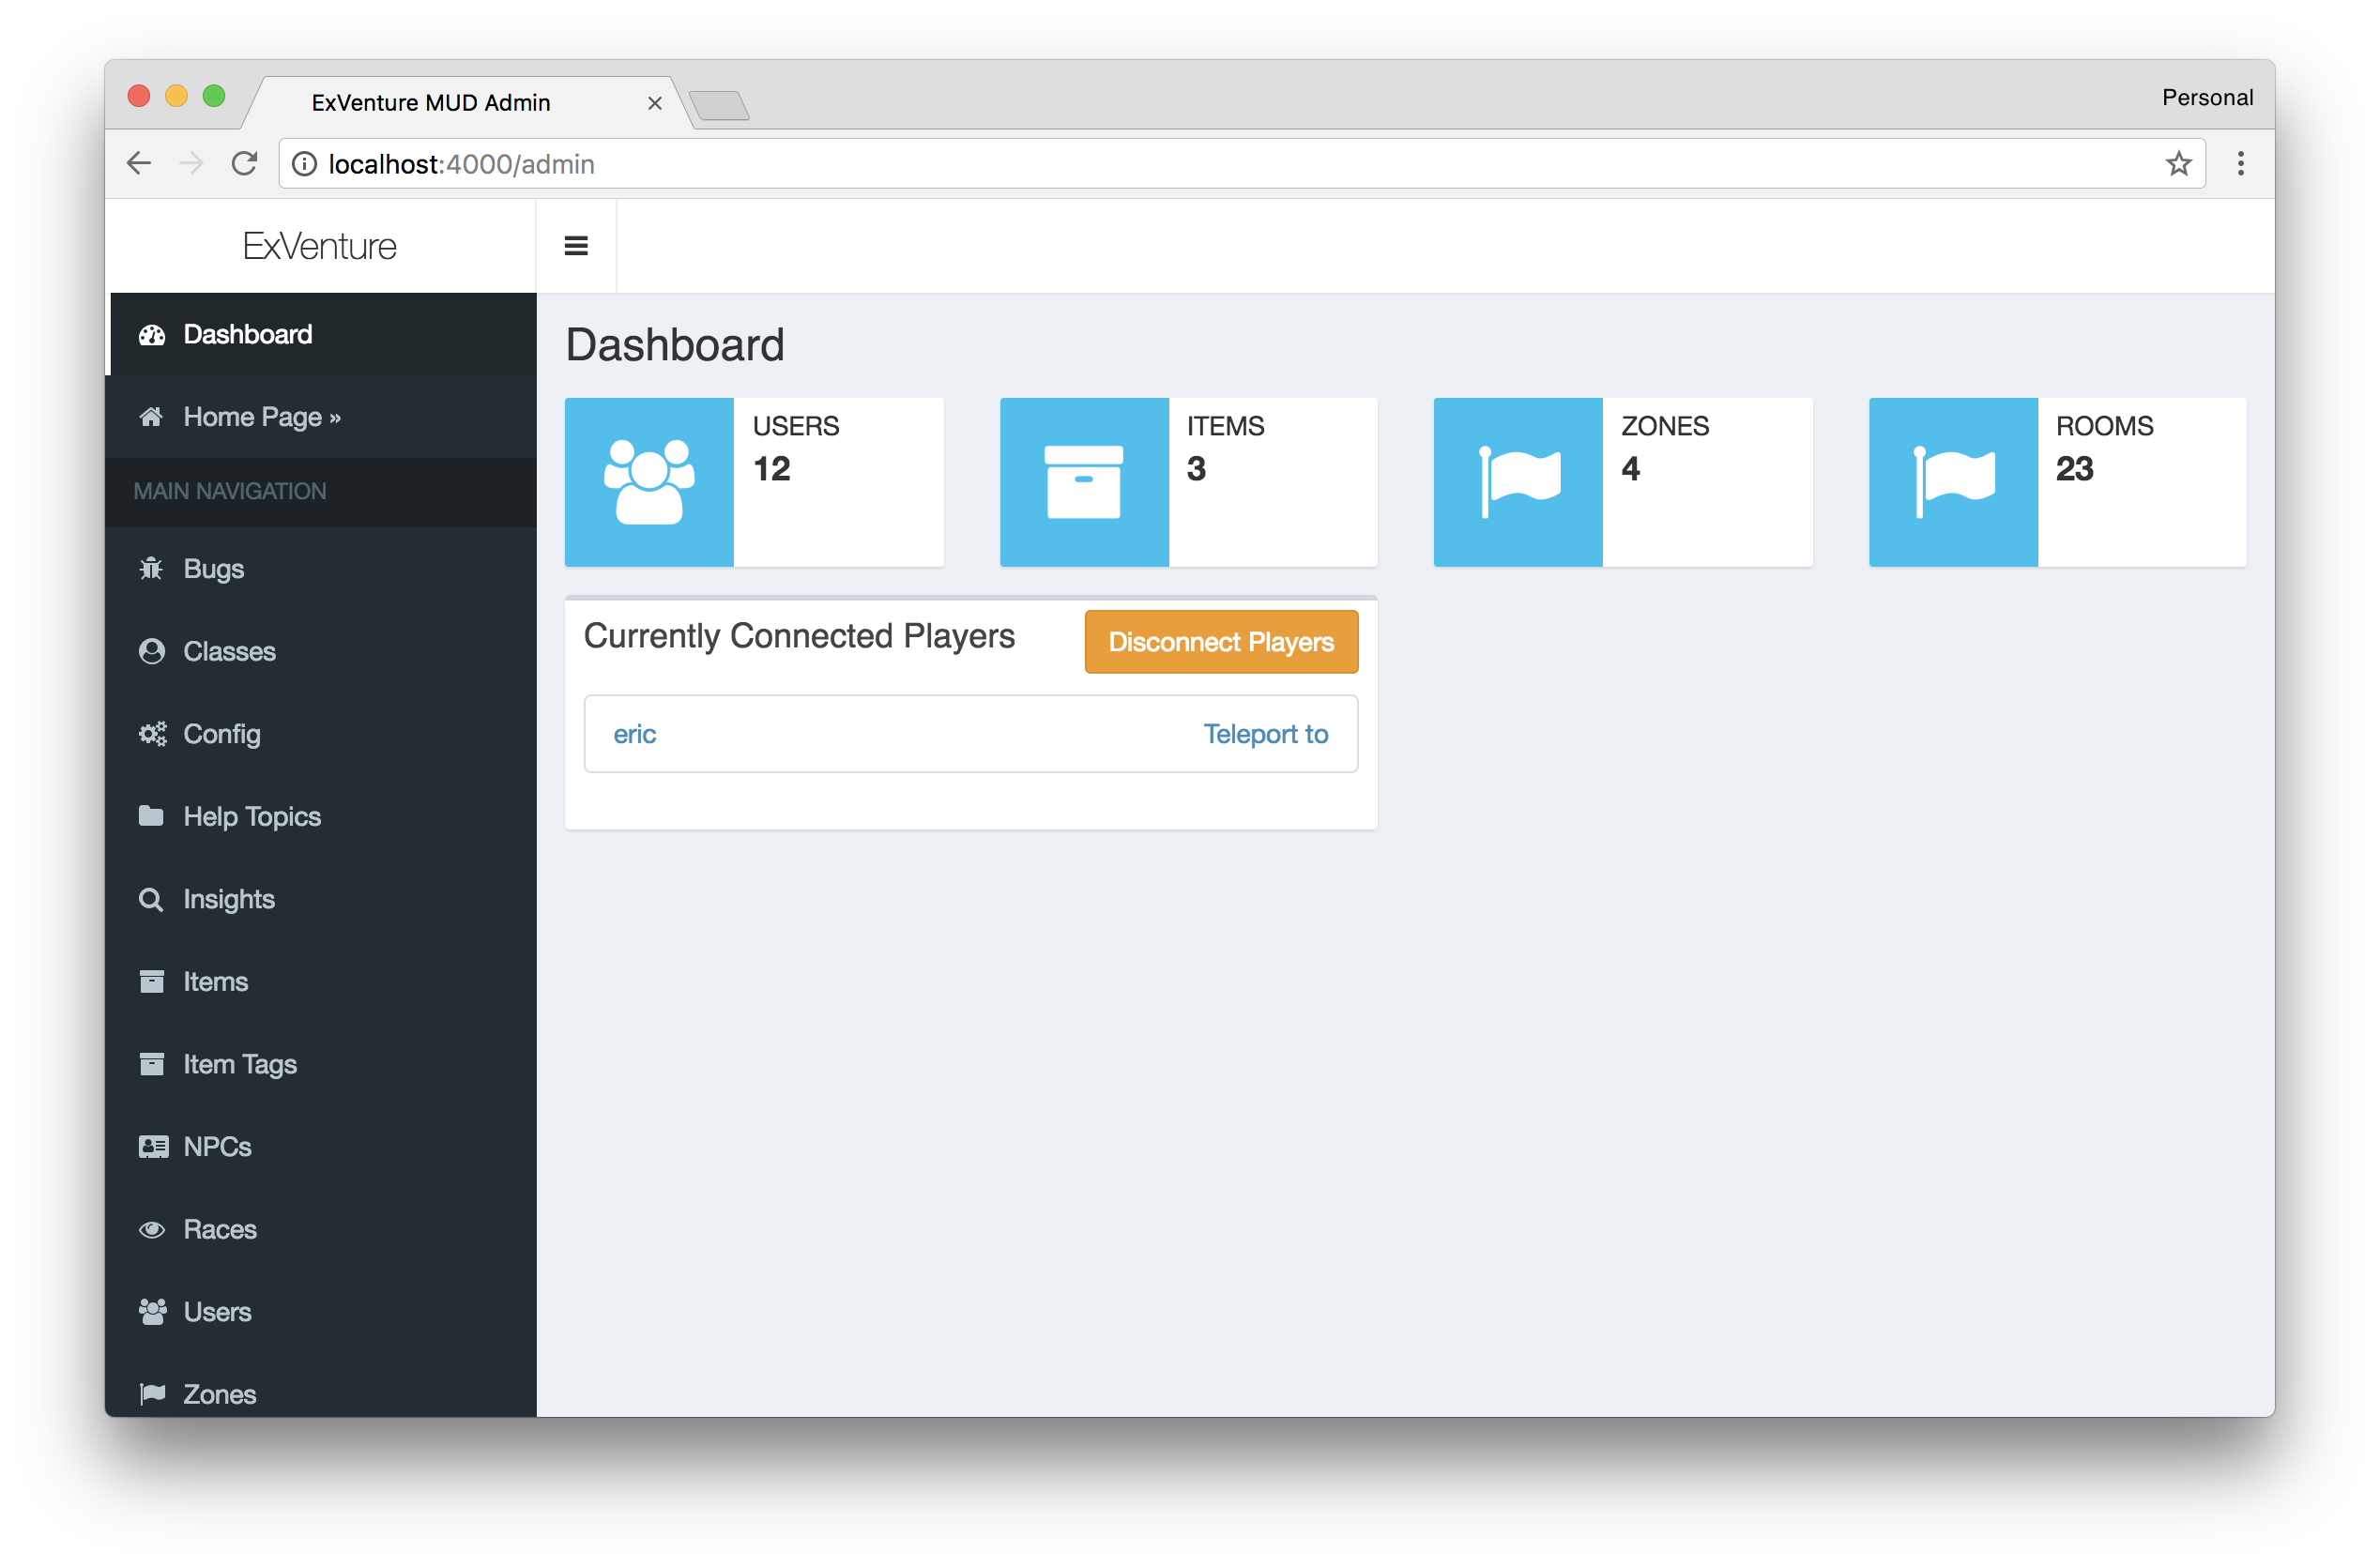 ExVenture MUD Admin
Personal
localhost:4000/admin
ExVenture
Dashboard
Home Page »
MAIN NAVIGATION
Bugs
Classes
Config
Help Topics
Insights
Items
Item Tags
NPCs
Races
Users
Zones
Dashboard
USERS
12
ITEMS
3
ZONES
4
ROOMS
23
Currently Connected Players
Disconnect Players
eric
Teleport to